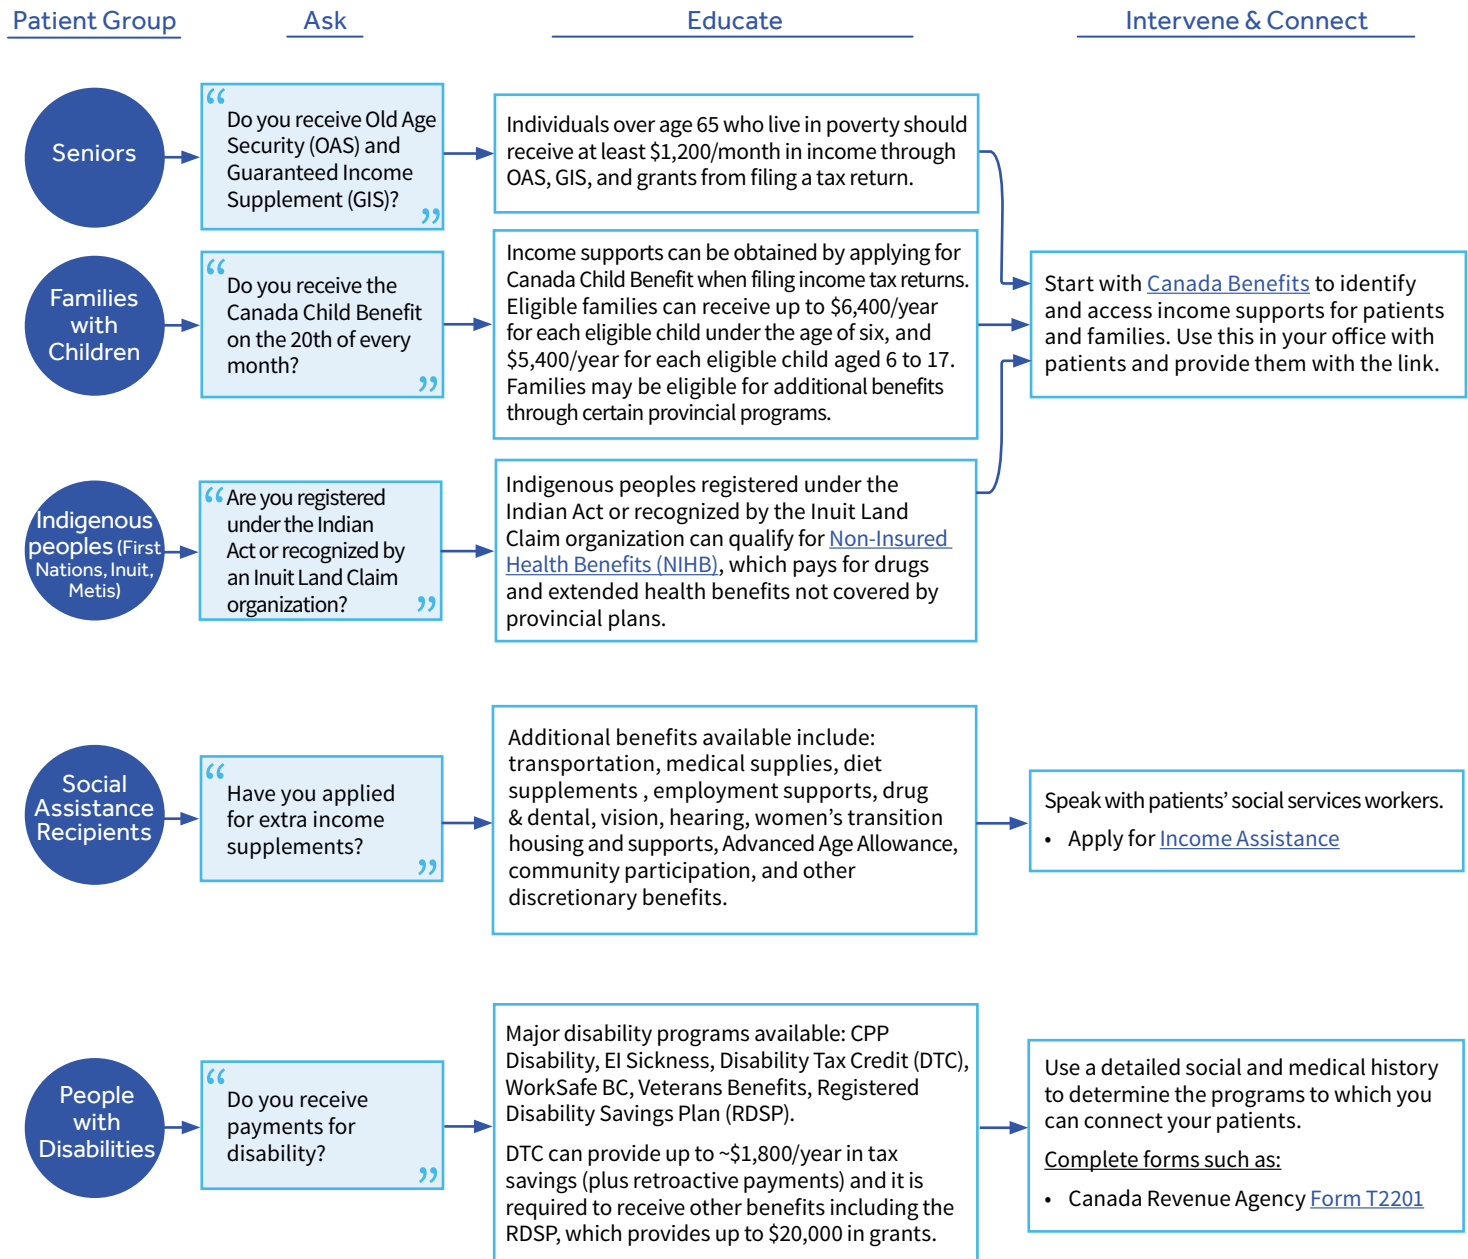 Patient Group
Ask
Educate
Intervene & Connect
Seniors
“
Do you receive Old Age
Security (OAS) and
Guaranteed Income
Supplement (GIS)?
”
Individuals over age 65 who live in poverty should
receive at least $1,200/month in income through
OAS, GIS, and grants from filing a tax return.
Families
with
Children
“
Do you receive the
Canada Child Benefit
on the 20th of every
month?
”
Income supports can be obtained by applying for
Canada Child Benefit when filing income tax returns.
Eligible families can receive up to $6,400/year
for each eligible child under the age of six, and
$5,400/year for each eligible child aged 6 to 17.
Families may be eligible for additional benefits
through certain provincial programs.
Start with Canada Benefits to identify
and access income supports for patients
and families. Use this in your office with
patients and provide them with the link.
Indigenous
peoples (First
Nations, Inuit,
Metis)
“ Are you registered
under the Indian
Act or recognized by
an Inuit Land Claim
organization? ”
Indigenous peoples registered under the
Indian Act or recognized by the Inuit Land
Claim organization can qualify for Non-Insured
Health Benefits (NIHB), which pays for drugs
and extended health benefits not covered by
provincial plans.
Social
Assistance
Recipients
“
Have you applied
for extra income
supplements?
”
Additional benefits available include:
transportation, medical supplies, diet
supplements , employment supports, drug
& dental, vision, hearing, women’s transition
housing and supports, Advanced Age Allowance,
community participation, and other
discretionary benefits.
Speak with patients’ social services workers.
• Apply for Income Assistance
People
with
Disabilities
“
Do you receive
payments for
disability?
”
Major disability programs available: CPP
Disability, EI Sickness, Disability Tax Credit (DTC),
WorkSafe BC, Veterans Benefits, Registered
Disability Savings Plan (RDSP).
DTC can provide up to ~$1,800/year in tax
savings (plus retroactive payments) and it is
required to receive other benefits including the
RDSP, which provides up to $20,000 in grants.
Use a detailed social and medical history
to determine the programs to which you
can connect your patients.
Complete forms such as:
• Canada Revenue Agency Form T2201